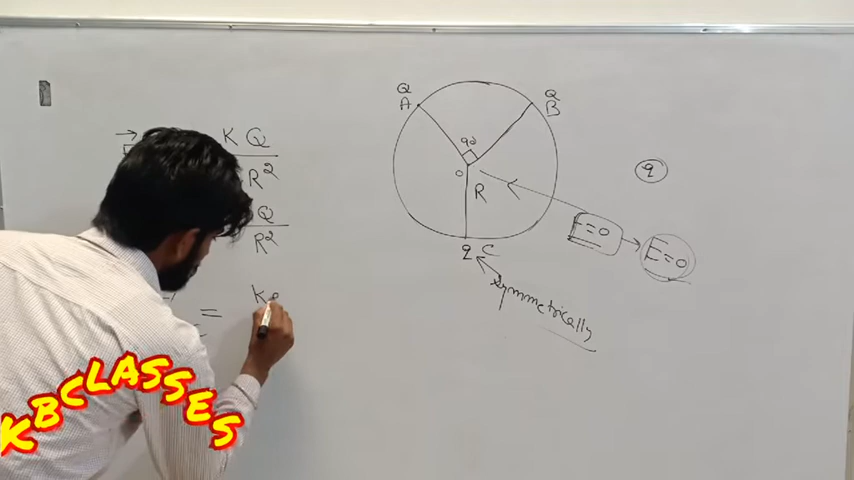 K Q
R²
Q
R²
=
K
Q
A
Q
B
90
O
R
q C
symmetrically
q
F=0
E=0
KBCLASSES